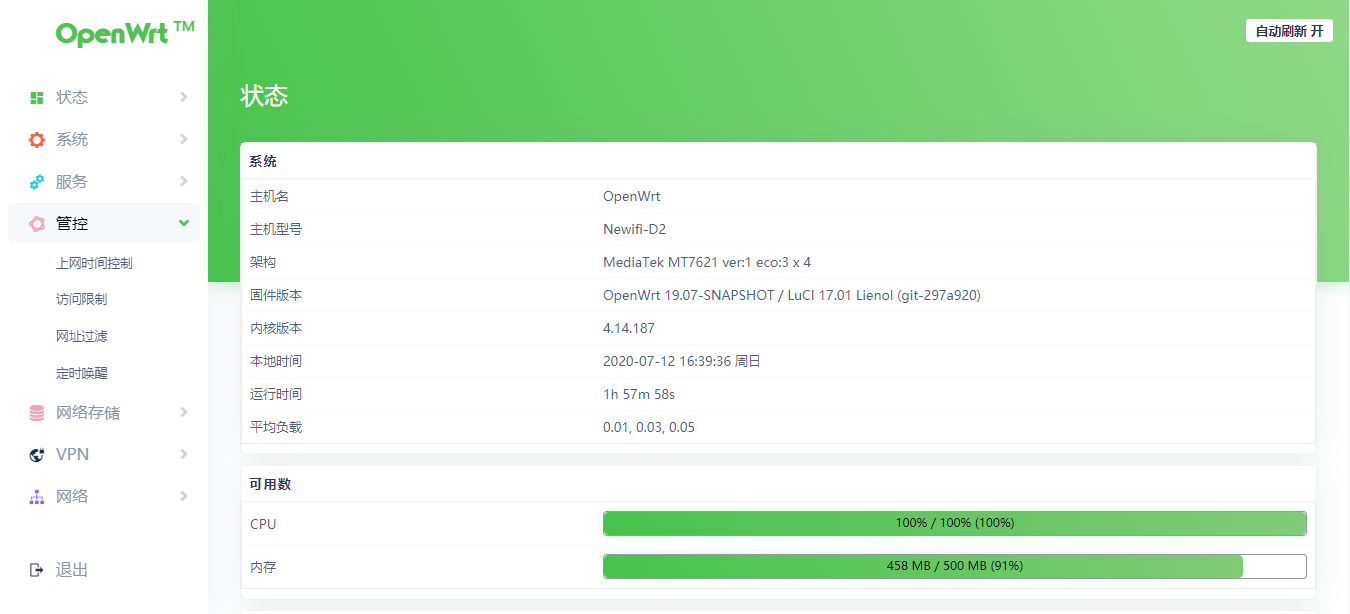 OpenWrt™
自动刷新 开
状态
系统
服务
管控
上网时间控制
访问限制
网址过滤
定时唤醒
网络存储
VPN
网络
退出
状态
系统
主机名 OpenWrt
主机型号 Newifi-D2
架构 MediaTek MT7621 ver:1 eco:3 x 4
固件版本 OpenWrt 19.07-SNAPSHOT / LuCI 17.01 Lienol (git-297a920)
内核版本 4.14.187
本地时间 2020-07-12 16:39:36 周日
运行时间 1h 57m 58s
平均负载 0.01, 0.03, 0.05
可用数
CPU 100% / 100% (100%)
内存 458 MB / 500 MB (91%)